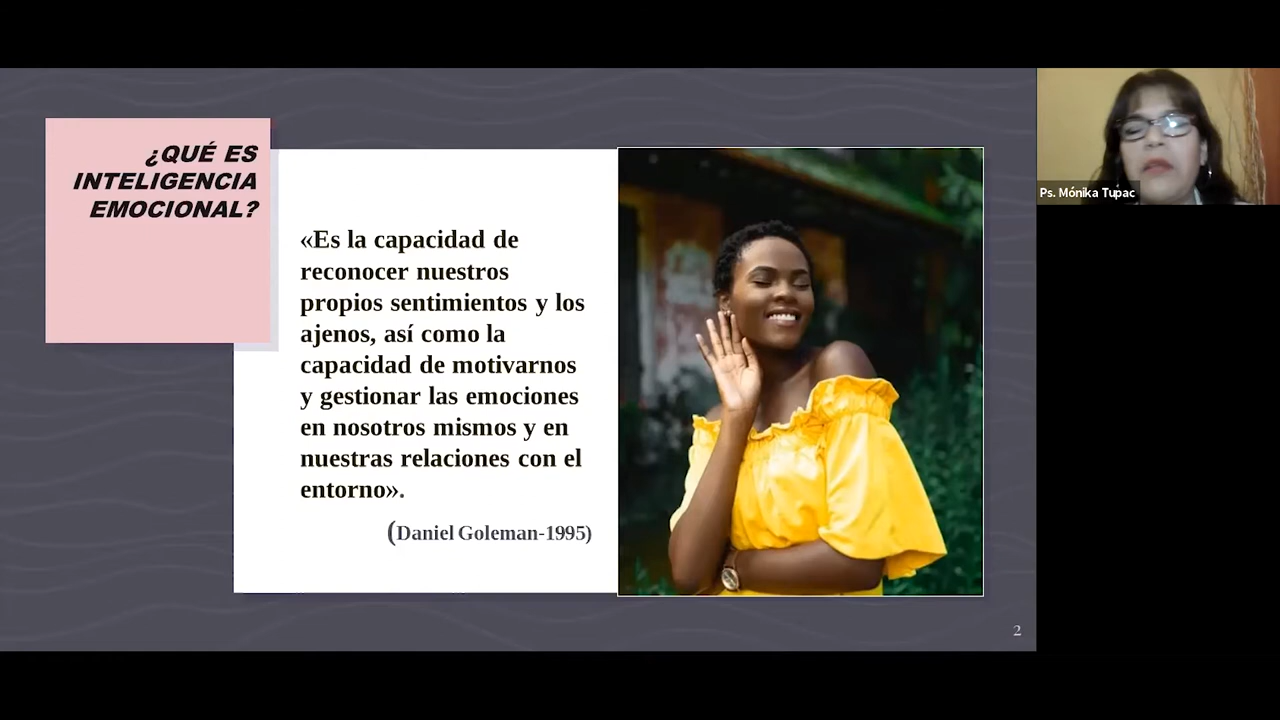 ¿QUÉ ES
INTELIGENCIA
EMOCIONAL?
«Es la capacidad de
reconocer nuestros
propios sentimientos y los
ajenos, así como la
capacidad de motivarnos
y gestionar las emociones
en nosotros mismos y en
nuestras relaciones con el
entorno».
(Daniel Goleman-1995)
2
Ps. Mónika Tupac